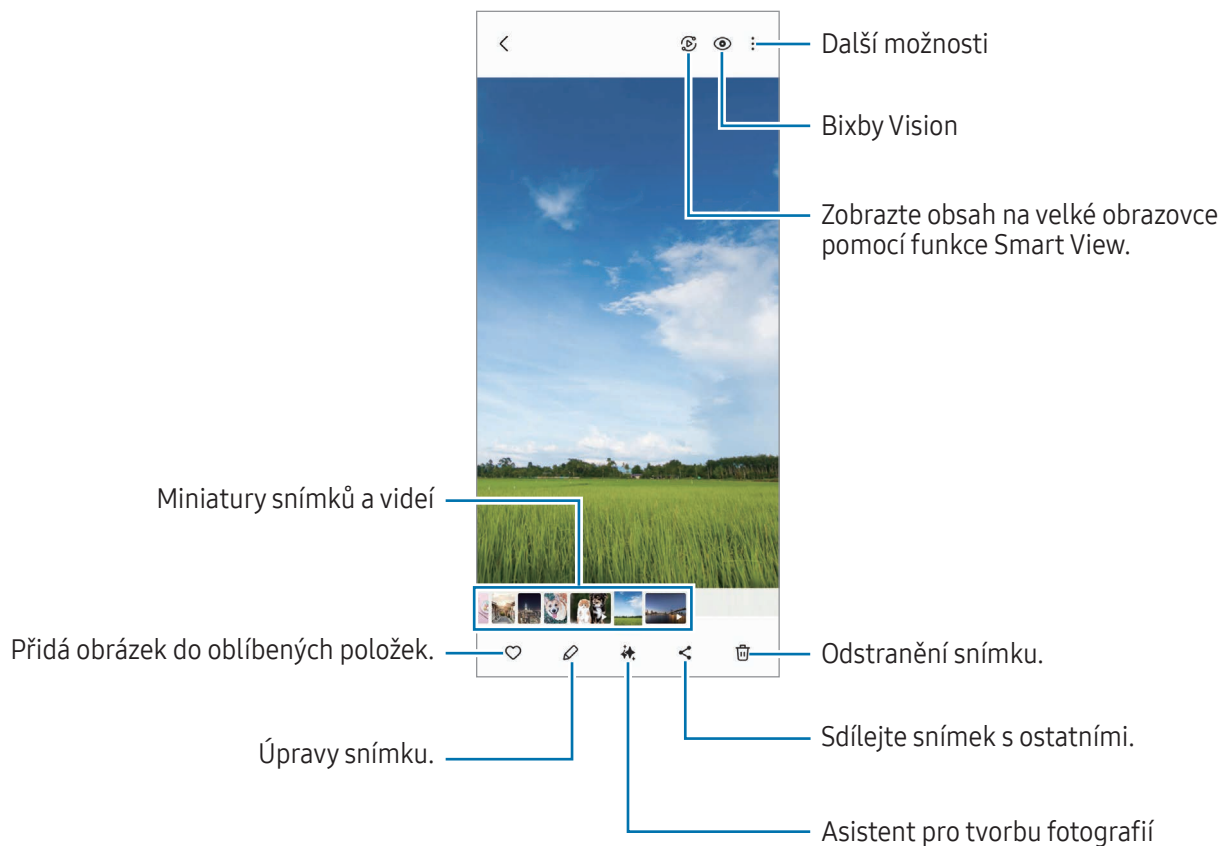 Další možnosti
Bixby Vision
Zobrazte obsah na velké obrazovce
pomocí funkce Smart View.
Miniatury snímků a videí
Přidá obrázek do oblíbených položek.
Odstranění snímku.
Sdílejte snímek s ostatními.
Úpravy snímku.
Asistent pro tvorbu fotografií